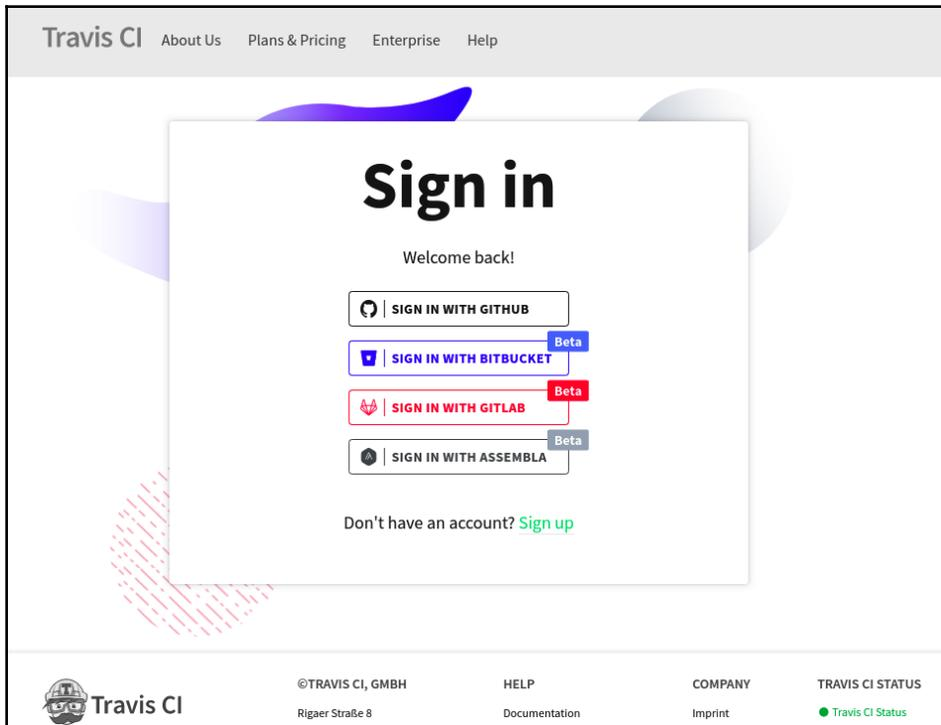 Travis CI About Us Plans & Pricing Enterprise Help
Sign in
Welcome back!
SIGN IN WITH GITHUB
Beta
SIGN IN WITH BITBUCKET
Beta
SIGN IN WITH GITLAB
Beta
SIGN IN WITH ASSEMBLA
Don't have an account? Sign up
T
Travis CI
©TRAVIS CI, GMBH
Rigaer Straße 8
HELP
Documentation
COMPANY
Imprint
TRAVIS CI STATUS
Travis CI Status